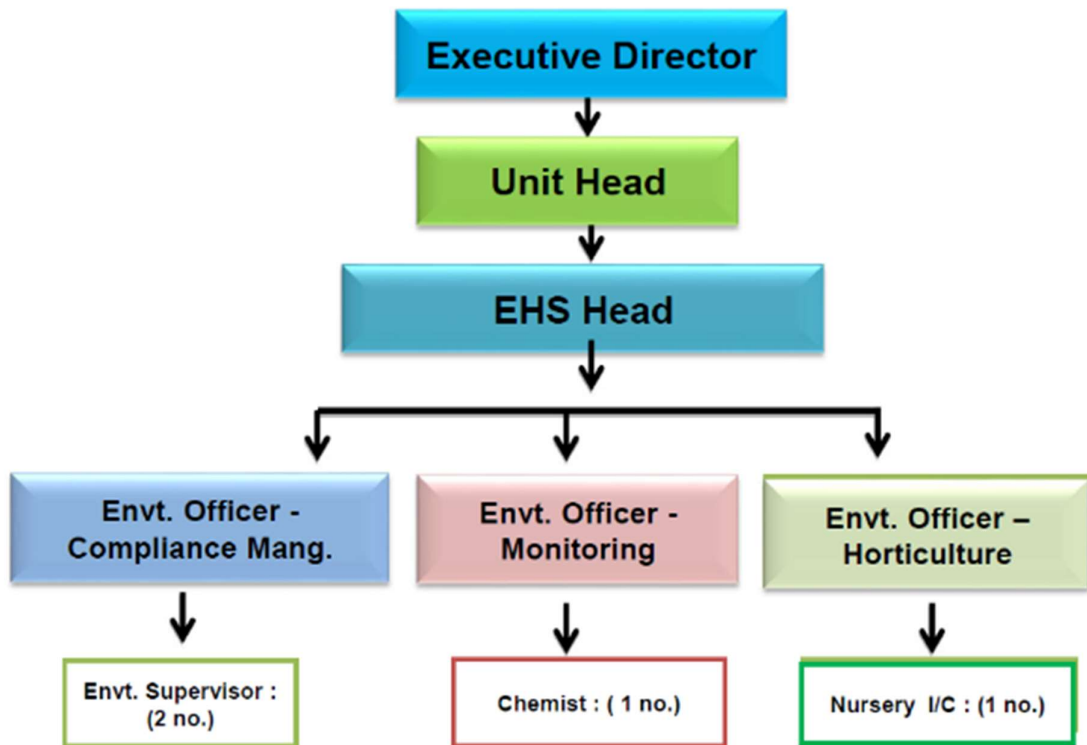 Executive Director
Unit Head
EHS Head
Envt. Officer -
Compliance Mang.
Envt. Officer -
Monitoring
Envt. Officer –
Horticulture
Envt. Supervisor :
(2 no.)
Chemist : ( 1 no.)
Nursery I/C : (1 no.)